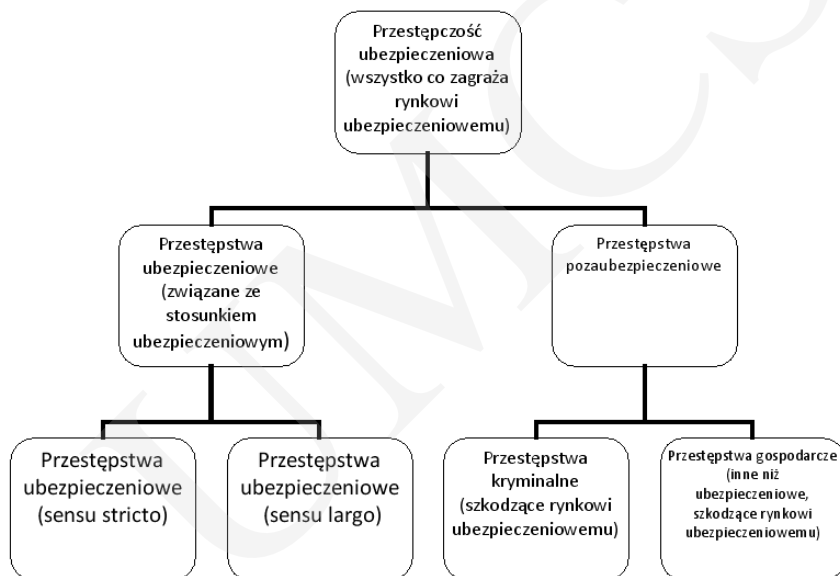 Przestępczość
ubezpieczeniowa
(wszystko co zagraża
rynkowi
ubezpieczeniowemu)
Przestępstwa
ubezpieczeniowe
(związane ze
stosunkiem
ubezpieczeniowym)
Przestępstwa
pozaubezpieczeniowe
Przestępstwa
ubezpieczeniowe
(sensu stricto)
Przestępstwa
ubezpieczeniowe
(sensu largo)
Przestępstwa
kryminalne
(szkodzące rynkowi
ubezpieczeniowemu)
Przestępstwa gospodarcze
(inne niż
ubezpieczeniowe,
szkodzące rynkowi
ubezpieczeniowemu)
UMCS